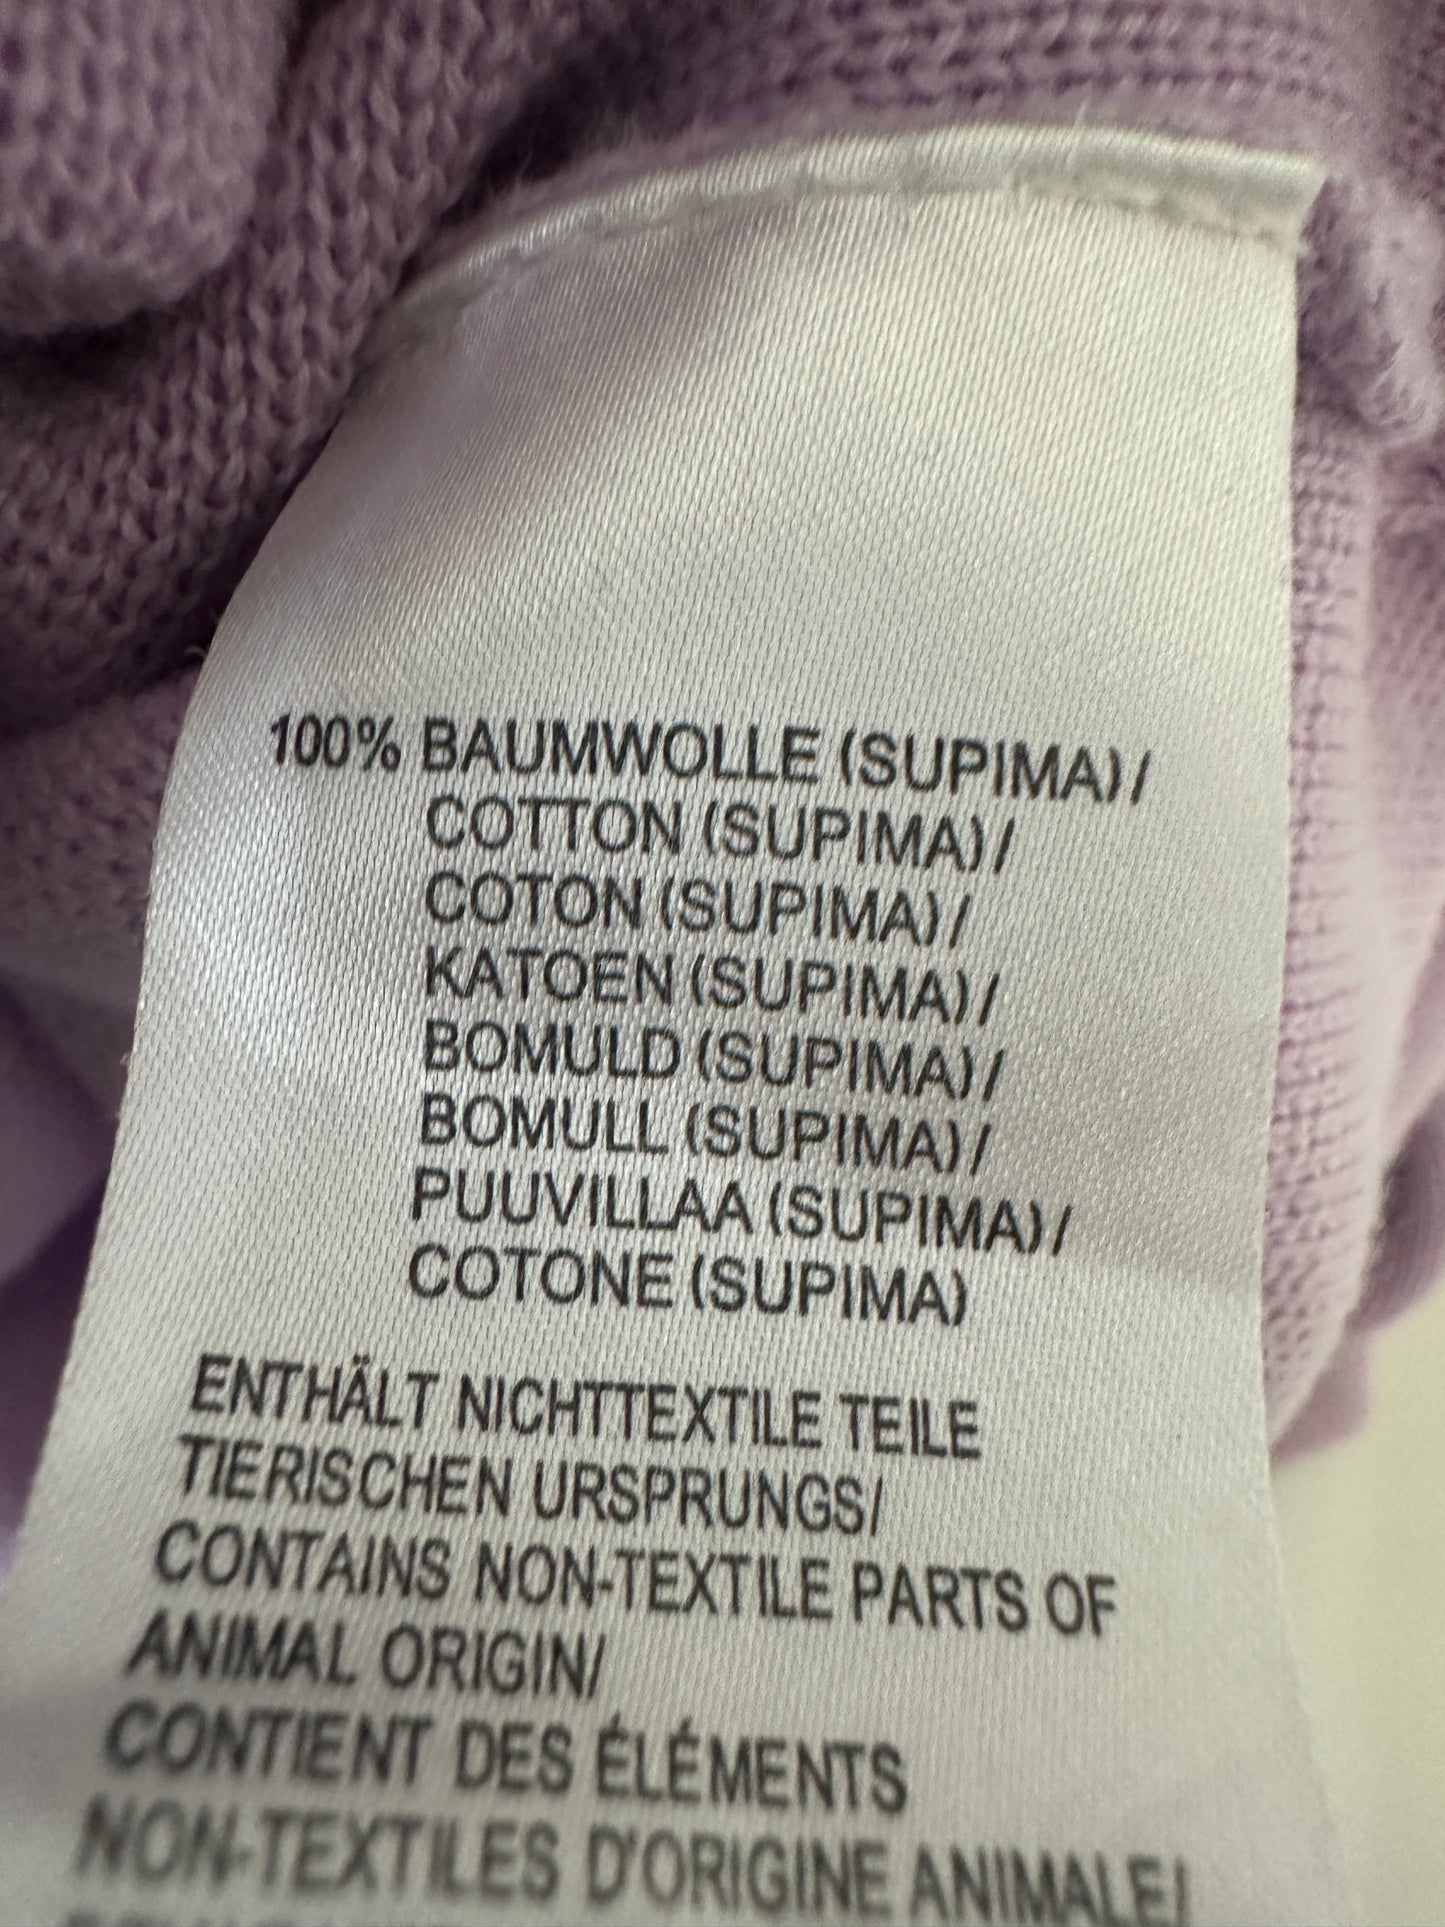 100% BAUMWOLLE (SUPIMA) /
COTTON (SUPIMA) /
COTON (SUPIMA) /
KATOEN (SUPIMA) /
BOMULD (SUPIMA) /
BOMULL (SUPIMA) /
PUUVILLAA (SUPIMA) /
COTONE (SUPIMA)
ENTHÄLT NICHTTEXTILE TEILE
TIERISCHEN URSPRUNGS/
CONTAINS NON-TEXTILE PARTS OF
ANIMAL ORIGIN/
CONTIENT DES ÉLÉMENTS
NON-TEXTILES D'ORIGINE ANIMALE/